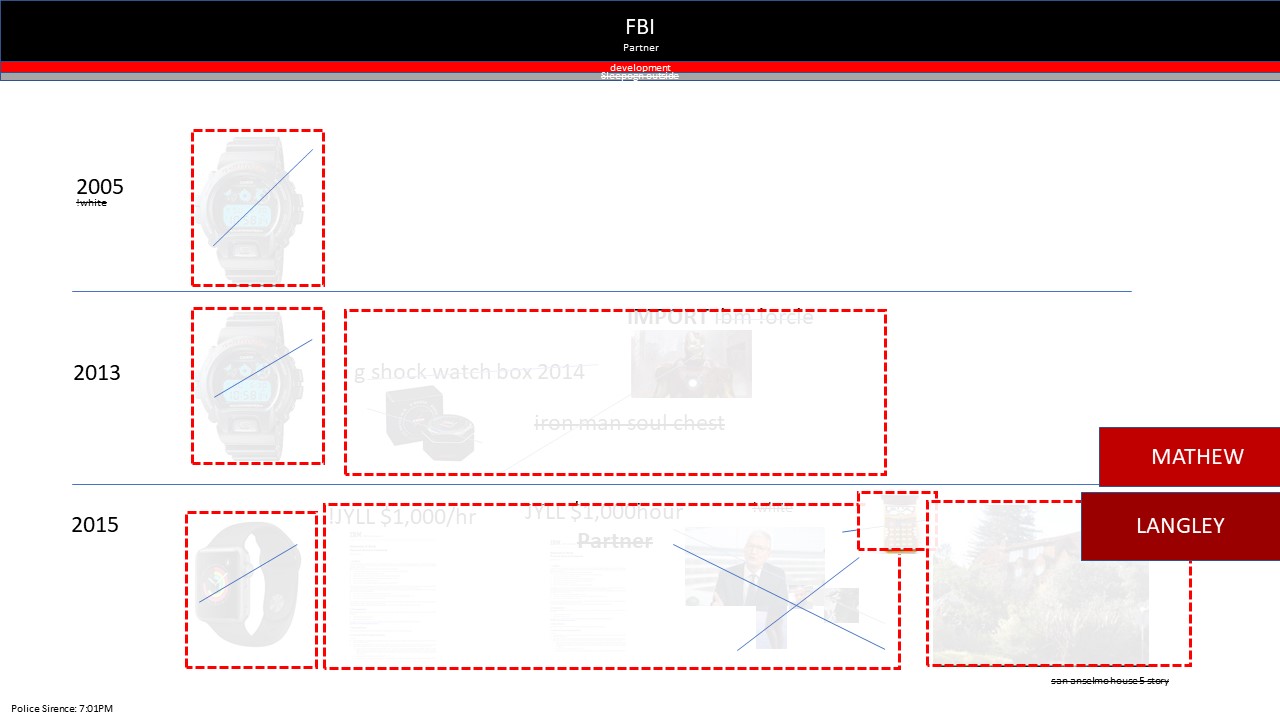 FBI
Partner
development
Sleepogn outside
2005
!white
2013
IMPORT ibm !orcle
g shock watch box 2014
iron man soul chest
MATHEW
2015
!JYLL $1,000/hr
JYLL $1,000hour
Partner
LANGLEY
san anselmo house 5 story
Police Sirence: 7:01PM